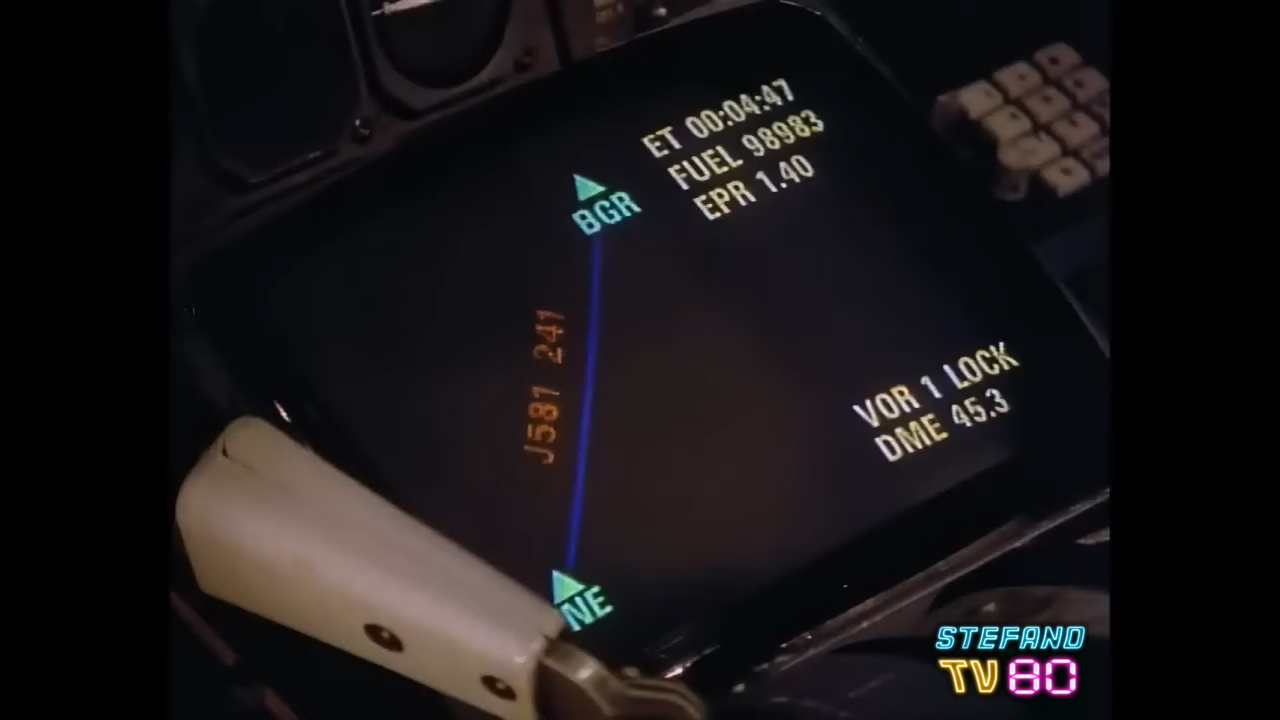 ET 00:04:47
FUEL 98983
EPR 1.40
BGR
J581 241
VOR 1 LOCK
DME 45.3
NE
STEFANO
TV80